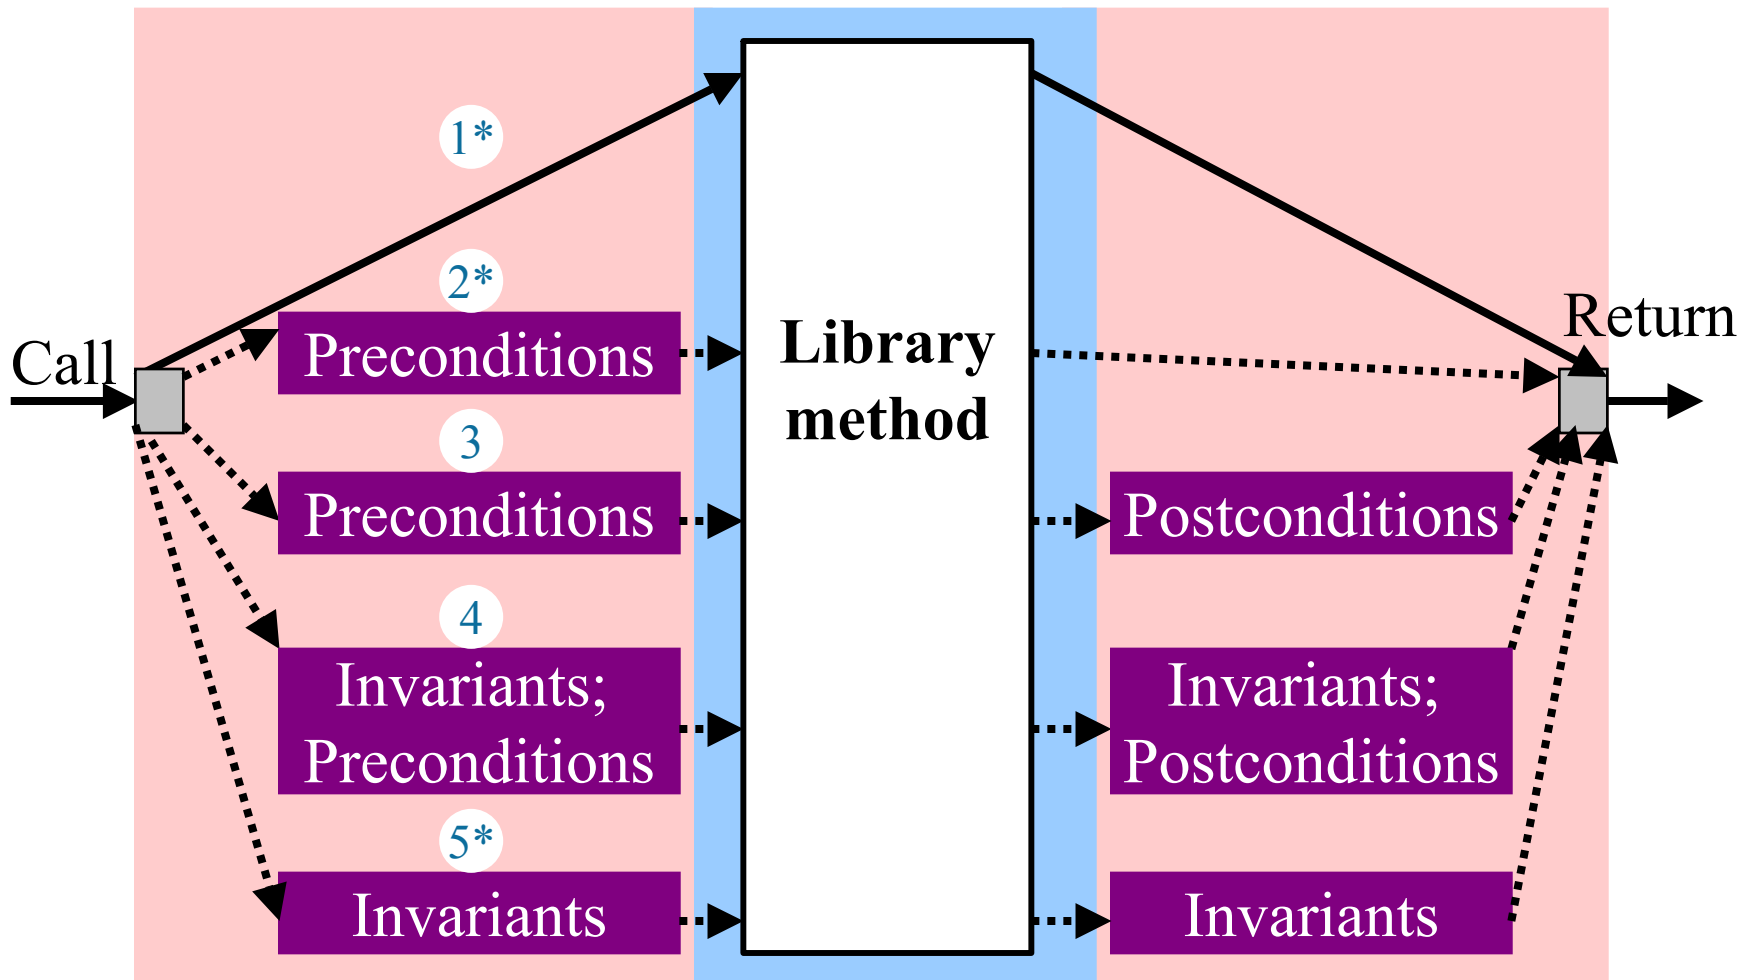 1*
2*
Preconditions
Call
Library
method
Return
3
Preconditions
Postconditions
4
Invariants;
Preconditions
Invariants;
Postconditions
5*
Invariants
Invariants